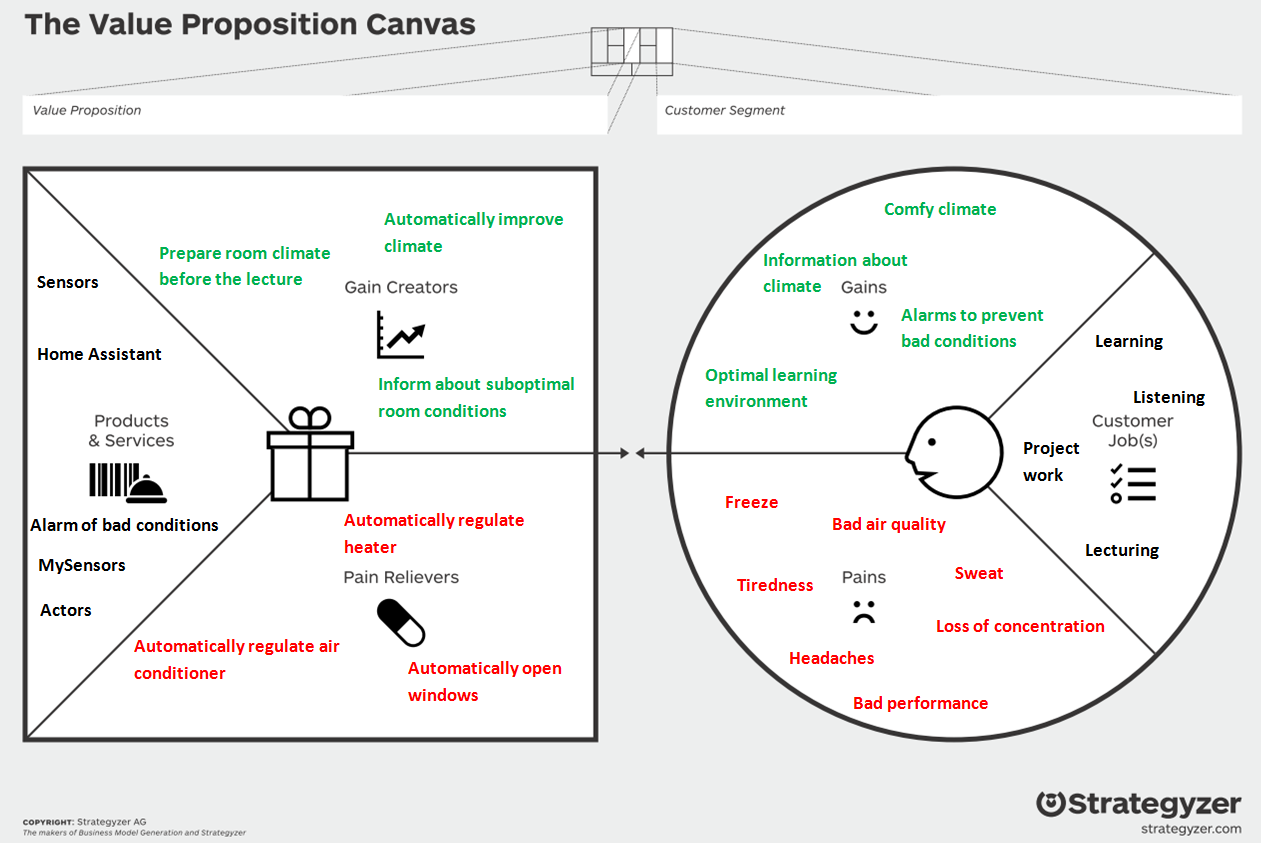 The Value Proposition Canvas
Value Proposition
Customer Segment
Automatically improve
climate
Prepare room climate
before the lecture
Sensors
Gain Creators
Home Assistant
Inform about suboptimal
room conditions
Products
& Services
Alarm of bad conditions
MySensors
Actors
Automatically regulate
heater
Pain Relievers
Automatically regulate air
conditioner
Automatically open
windows
Comfy climate
Information about
climate
Gains
Alarms to prevent
bad conditions
Optimal learning
environment
Learning
Listening
Customer
Job(s)
Project
work
Lecturing
Freeze
Bad air quality
Sweat
Tiredness
Pains
Loss of concentration
Headaches
Bad performance
COPYRIGHT: Strategyzer AG
The makers of Business Model Generation and Strategyzer
Strategyzer
strategyzer.com